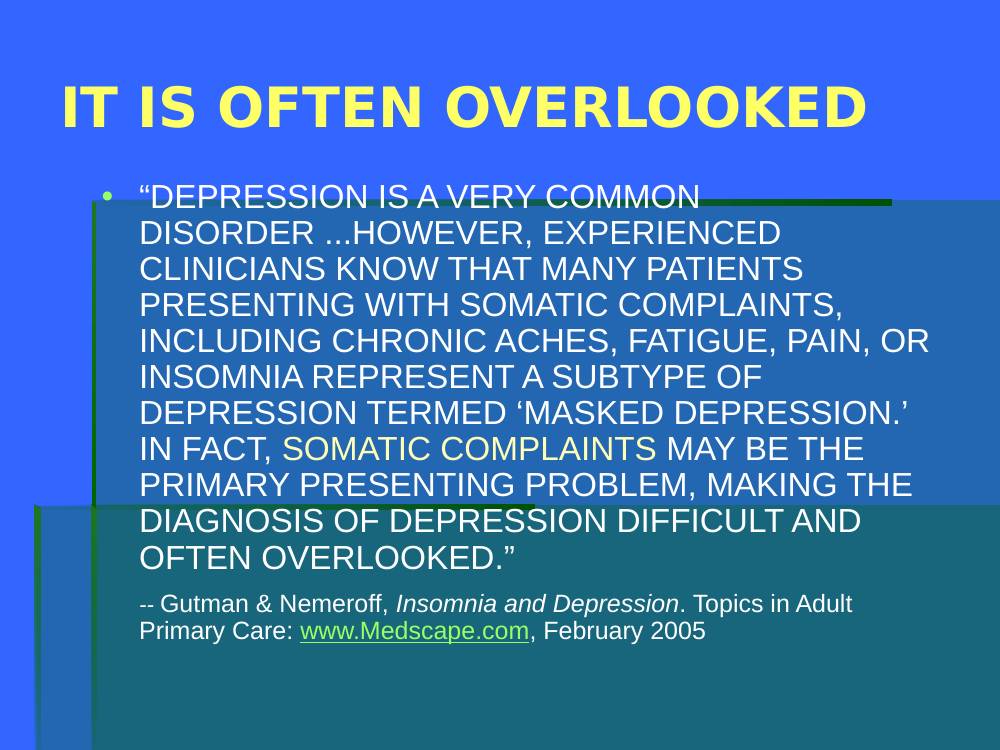 IT IS OFTEN OVERLOOKED
• “DEPRESSION IS A VERY COMMON
DISORDER ...HOWEVER, EXPERIENCED
CLINICIANS KNOW THAT MANY PATIENTS
PRESENTING WITH SOMATIC COMPLAINTS,
INCLUDING CHRONIC ACHES, FATIGUE, PAIN, OR
INSOMNIA REPRESENT A SUBTYPE OF
DEPRESSION TERMED ‘MASKED DEPRESSION.’
IN FACT, SOMATIC COMPLAINTS MAY BE THE
PRIMARY PRESENTING PROBLEM, MAKING THE
DIAGNOSIS OF DEPRESSION DIFFICULT AND
OFTEN OVERLOOKED.”
-- Gutman & Nemeroff, Insomnia and Depression. Topics in Adult
Primary Care: www.Medscape.com, February 2005